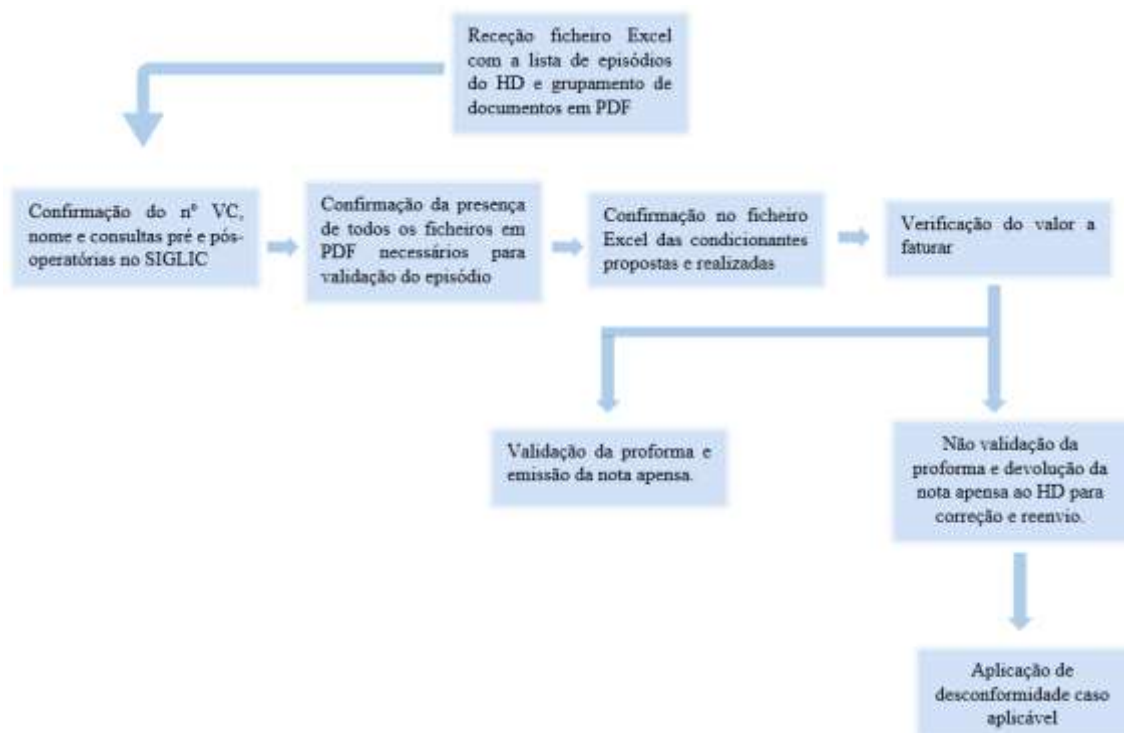 Receção ficheiro Excel
com a lista de episódios
do HD e grupamento de
documentos em PDF
Confirmação do nº VC,
nome e consultas pré e pós-
operatórias no SIGLIC
Confirmação da presença
de todos os ficheiros em
PDF necessários para
validação do episódio
Confirmação no ficheiro
Excel das condicionantes
propostas e realizadas
Verificação do valor a
faturar
Validação da proforma e
emissão da nota apensa.
Não validação da
proforma e devolução da
nota apensa ao HD para
correção e reenvio.
Aplicação de
desconformidade caso
aplicável